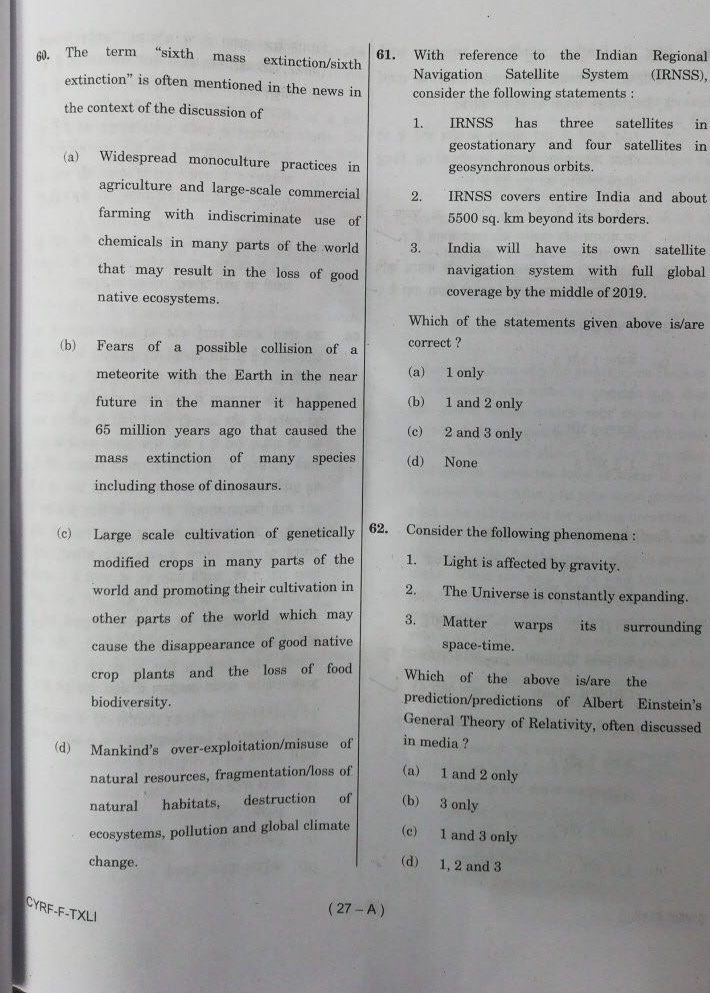 60. The term “sixth mass extinction/sixth
extinction” is often mentioned in the news in
the context of the discussion of
(a) Widespread monoculture practices in
agriculture and large-scale commercial
farming with indiscriminate use of
chemicals in many parts of the world
that may result in the loss of good
native ecosystems.
(b) Fears of a possible collision of a
meteorite with the Earth in the near
future in the manner it happened
65 million years ago that caused the
mass extinction of many species
including those of dinosaurs.
(c) Large scale cultivation of genetically
modified crops in many parts of the
world and promoting their cultivation in
other parts of the world which may
cause the disappearance of good native
crop plants and the loss of food
biodiversity.
(d) Mankind’s over-exploitation/misuse of
natural resources, fragmentation/loss of
natural habitats, destruction of
ecosystems, pollution and global climate
change.
61. With reference to the Indian Regional
Navigation Satellite System (IRNSS),
consider the following statements :
1. IRNSS has three satellites in
geostationary and four satellites in
geosynchronous orbits.
2. IRNSS covers entire India and about
5500 sq. km beyond its borders.
3. India will have its own satellite
navigation system with full global
coverage by the middle of 2019.
Which of the statements given above is/are
correct ?
(a) 1 only
(b) 1 and 2 only
(c) 2 and 3 only
(d) None
62. Consider the following phenomena :
1. Light is affected by gravity.
2. The Universe is constantly expanding.
3. Matter warps its surrounding
space-time.
Which of the above is/are the
prediction/predictions of Albert Einstein’s
General Theory of Relativity, often discussed
in media ?
(a) 1 and 2 only
(b) 3 only
(c) 1 and 3 only
(d) 1, 2 and 3
CYRF-F-TXLI
( 27 – A )